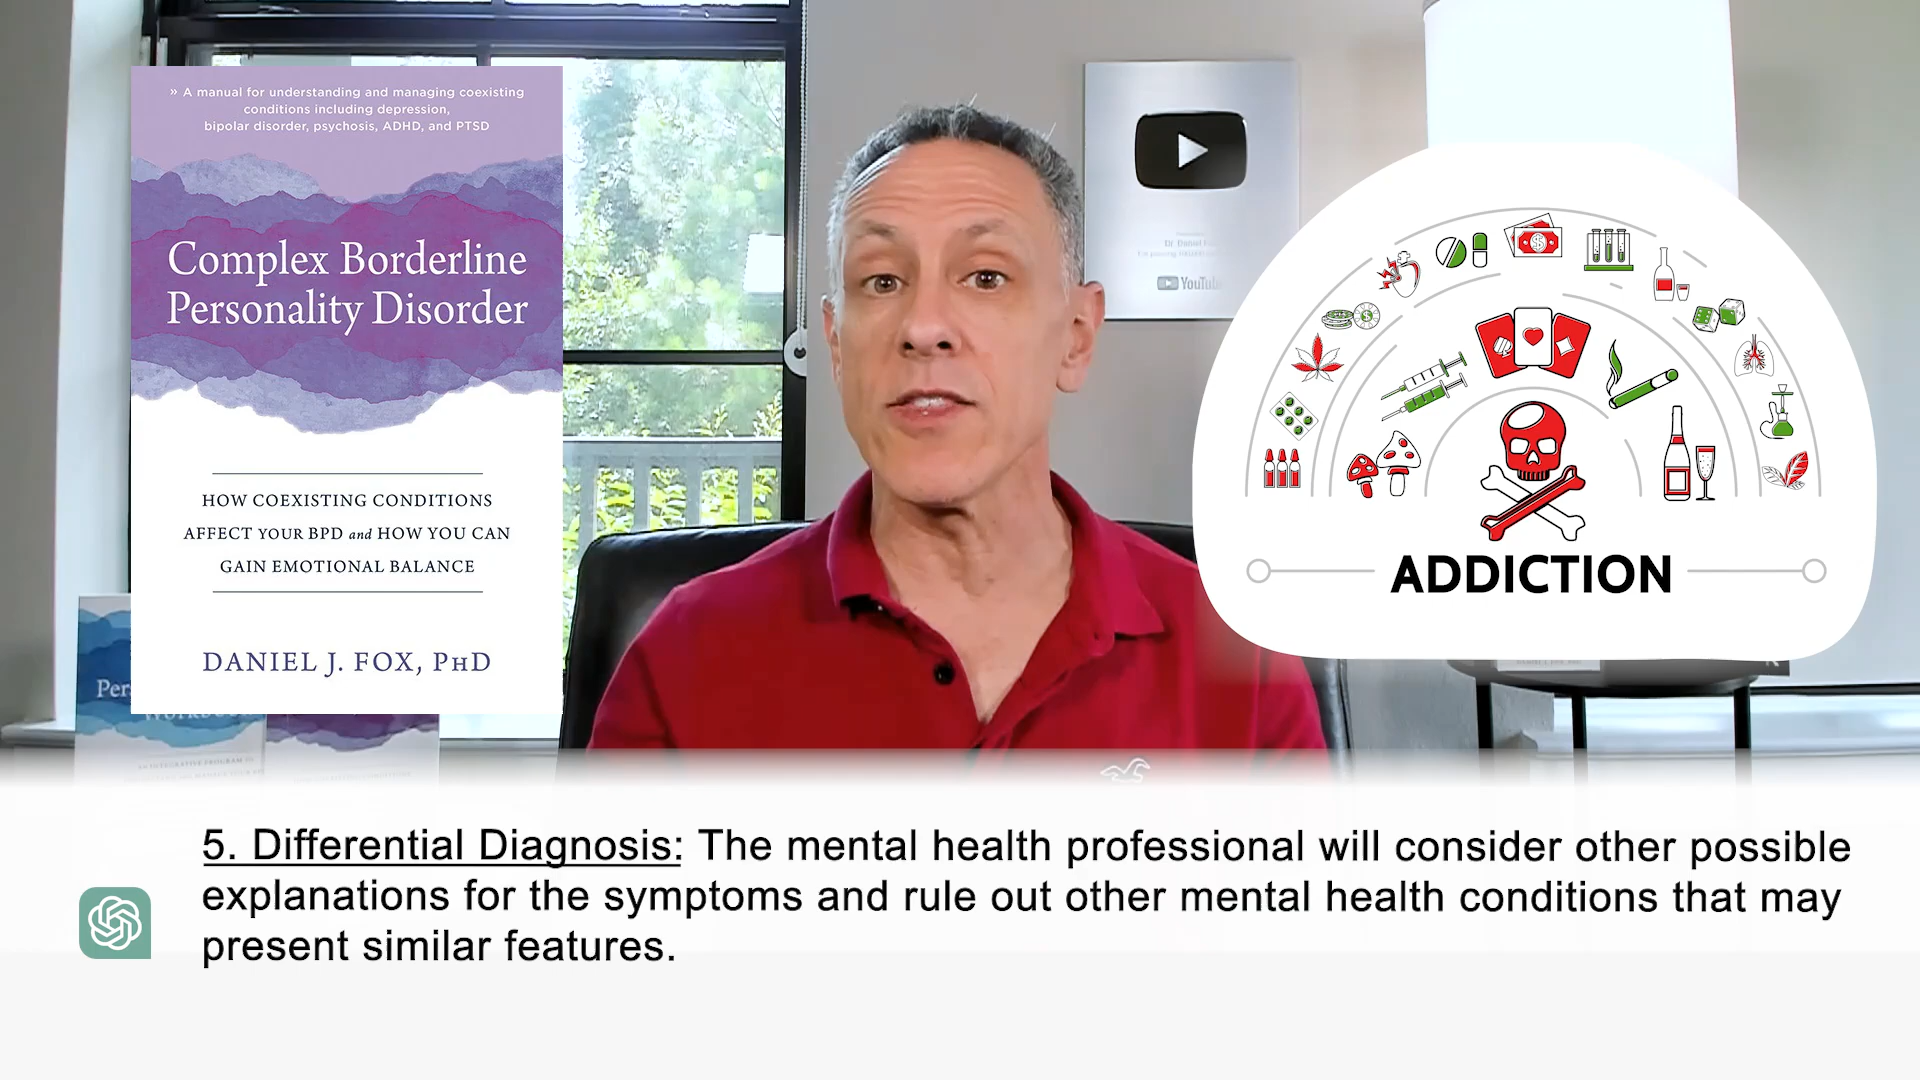 » A manual for understanding and managing coexisting
conditions including depression,
bipolar disorder, psychosis, ADHD, and PTSD
Complex Borderline
Personality Disorder
HOW COEXISTING CONDITIONS
AFFECT YOUR BPD and HOW YOU CAN
GAIN EMOTIONAL BALANCE
DANIEL J. FOX, PHD
YouTube
ADDICTION
5. Differential Diagnosis: The mental health professional will consider other possible
explanations for the symptoms and rule out other mental health conditions that may
present similar features.